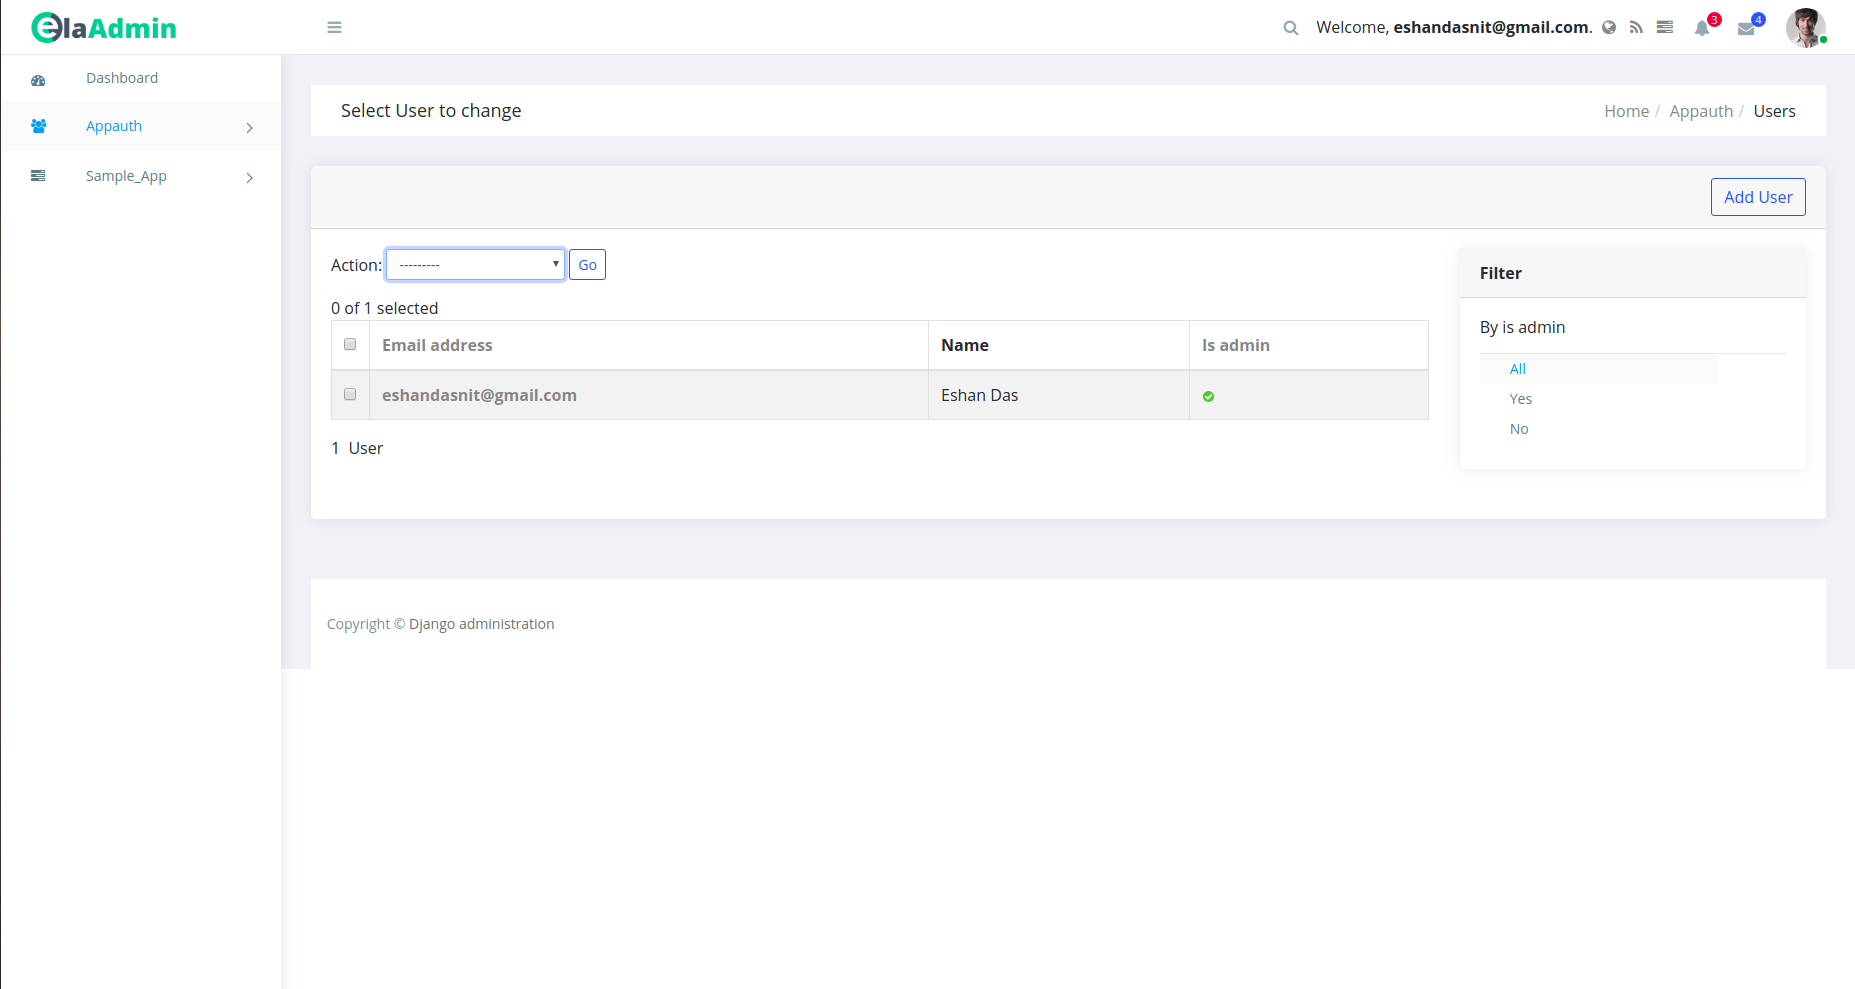 elaAdmin
Welcome, eshandasnit@gmail.com.
3
4
Dashboard
Appauth
Sample_App
Select User to change
Home / Appauth / Users
Add User
Action: --------- Go
0 of 1 selected
Email address Name Is admin
eshandasnit@gmail.com Eshan Das
1 User
Filter
By is admin
All
Yes
No
Copyright © Django administration